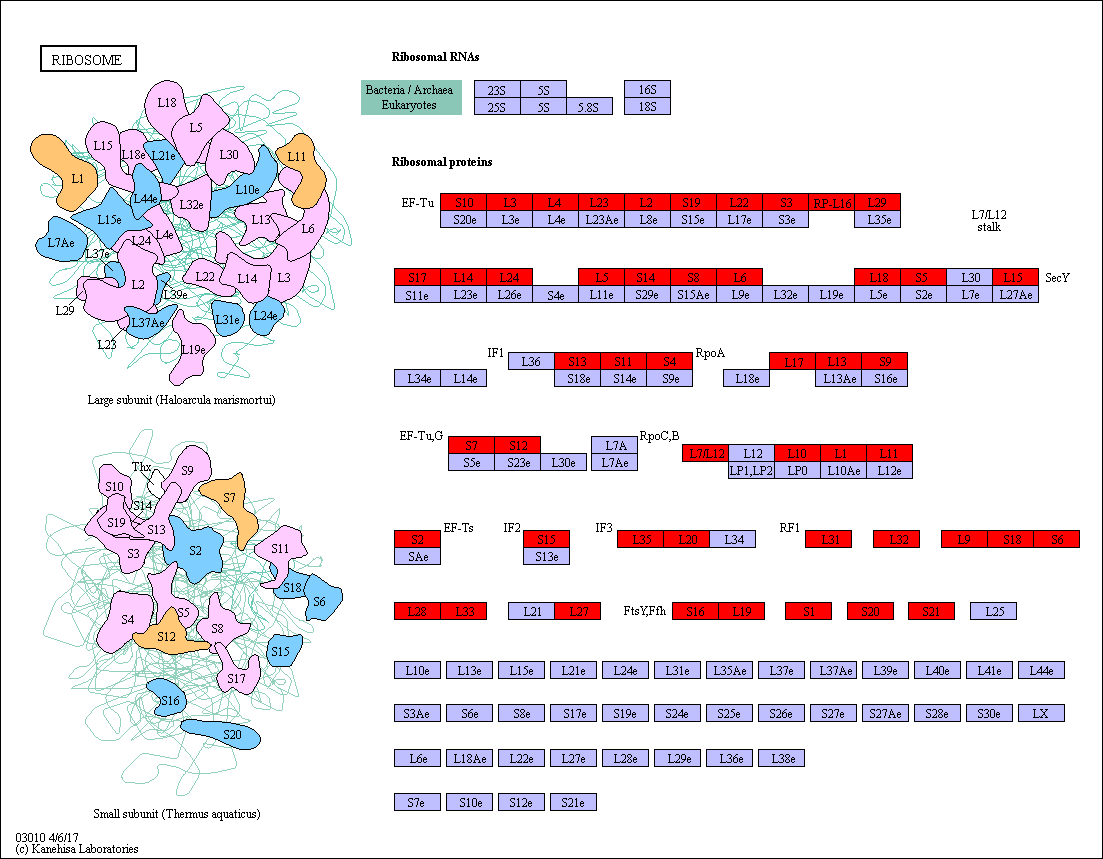 RIBOSOME
L18
L5
L15
L18e
L21e
L30
L11
L1
L10e
L44e
L32e
L15e
L13
L6
L7Ae
L24
L4e
L37e
L2
L22
L14
L3
L39e
L29
L37Ae
L31e
L24e
L23
L19e
Large subunit (Haloarcula marismortui)
Thx
S9
S10
S7
S14
S19
S13
S3
S2
S11
S18
S6
S4
S5
S8
S12
S15
S17
S16
S20
Small subunit (Thermus aquaticus)
03010 4/6/17
(c) Kanehisa Laboratories
Ribosomal RNAs
Bacteria / Archaea 23S 5S 16S
Eukaryotes 25S 5S 5.8S 18S
Ribosomal proteins
EF-Tu S10 L3 L4 L23 L2 S19 L22 S3 RP-L16 L29
S20e L3e L4e L23Ae L8e S15e L17e S3e L35e
L7/L12
stalk
S17 L14 L24 L5 S14 S8 L6 L18 S5 L30 L15 SecY
S11e L23e L26e S4e L11e S29e S15Ae L9e L32e L19e L5e S2e L7e L27Ae
IF1 L36 S13 S11 S4 RpoA L17 L13 S9
L34e L14e S18e S14e S9e L18e L13Ae S16e
EF-Tu,G S7 S12 L7A RpoC,B L7/L12 L12 L10 L1 L11
S5e S23e L30e L7Ae LP1,LP2 LP0 L10Ae L12e
S2 EF-Ts IF2 S15 IF3 L35 L20 L34 RF1 L31 L32 L9 S18 S6
SAe S13e
L28 L33 L21 L27 FtsY,Ffh S16 L19 S1 S20 S21 L25
L10e L13e L15e L21e L24e L31e L35Ae L37e L37Ae L39e L40e L41e L44e
S3Ae S6e S8e S17e S19e S24e S25e S26e S27e S27Ae S28e S30e LX
L6e L18Ae L22e L27e L28e L29e L36e L38e
S7e S10e S12e S21e